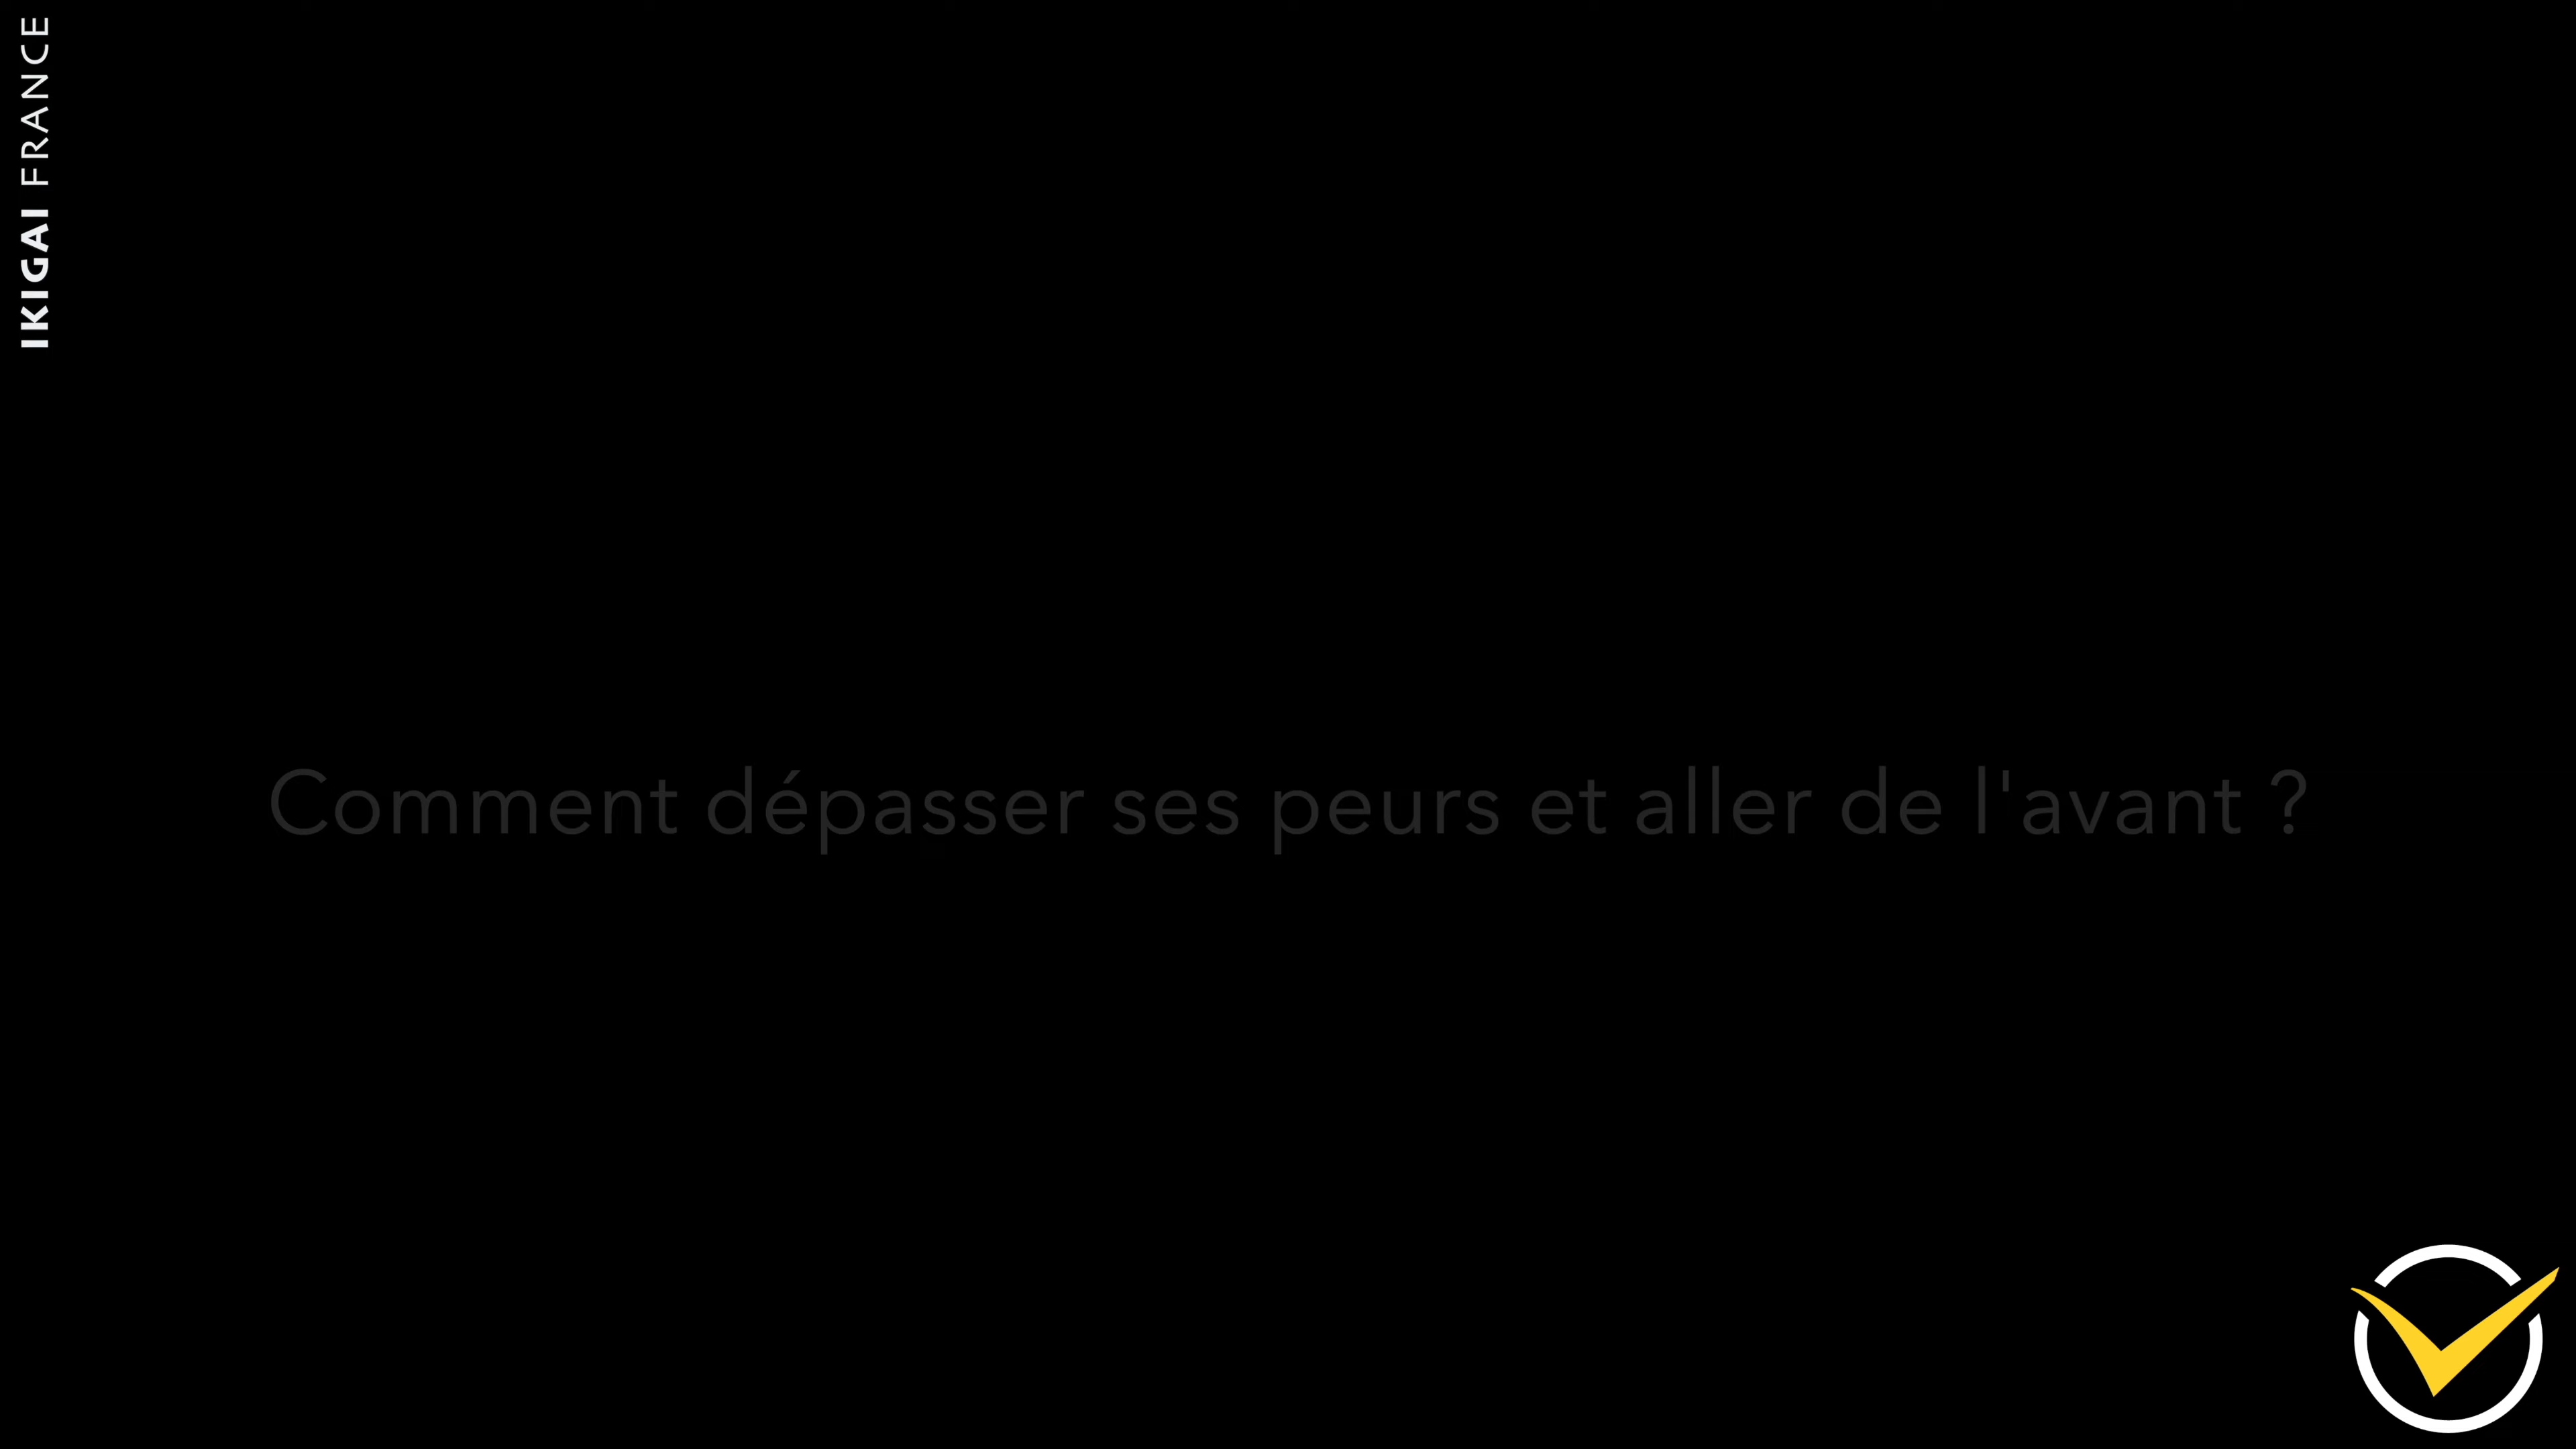 IKIGAI FRANCE
Comment dépasser ses peurs et aller de l'avant ?